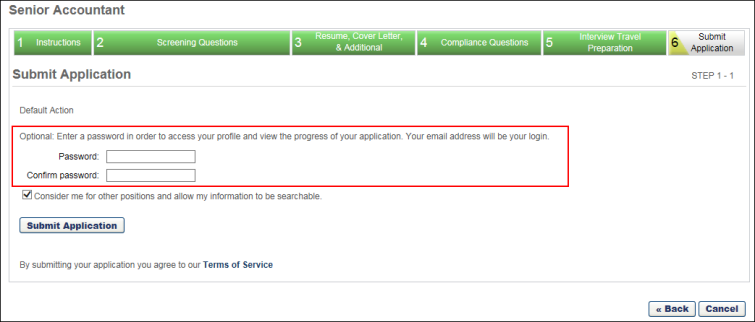 Senior Accountant
1 Instructions
2 Screening Questions
3 Resume, Cover Letter,
& Additional
4 Compliance Questions
5 Interview Travel
Preparation
6 Submit
Application
Submit Application
STEP 1 - 1
Default Action
Optional: Enter a password in order to access your profile and view the progress of your application. Your email address will be your login.
Password:
Confirm password:
Consider me for other positions and allow my information to be searchable.
Submit Application
By submitting your application you agree to our Terms of Service
« Back
Cancel